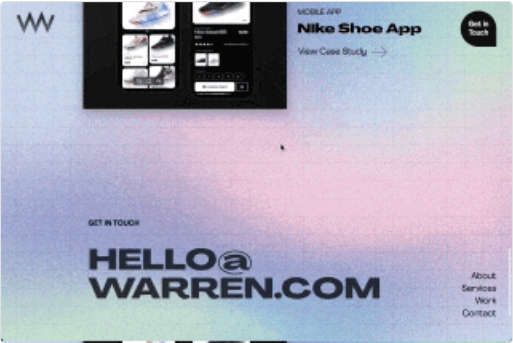 MOBILE APP
Nike Shoe App
View Case Study
Get in
Touch
GET IN TOUCH
HELLO@
WARREN.COM
About
Services
Work
Contact